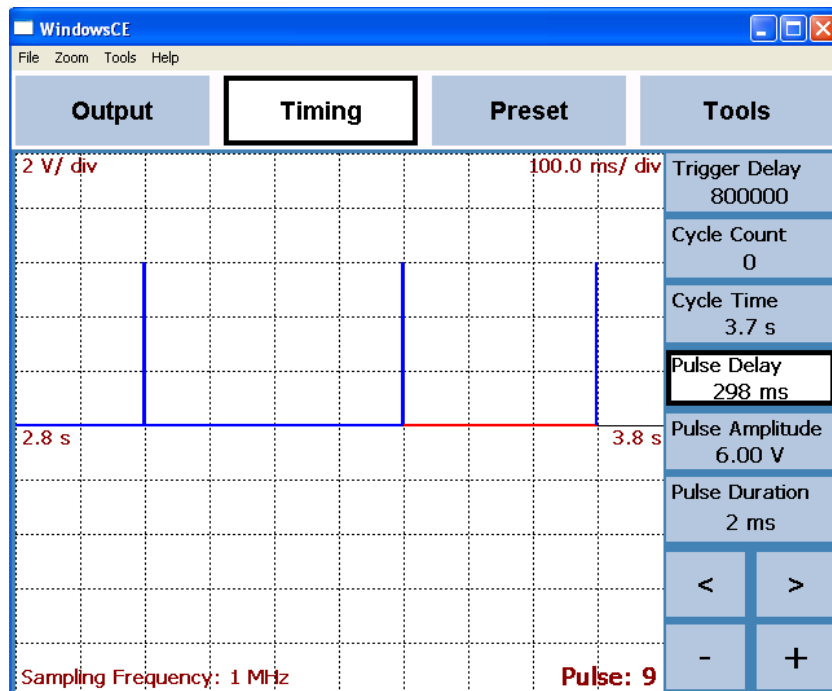 WindowsCE
File Zoom Tools Help
Output Timing Preset Tools
2 V/ div 100.0 ms/ div
2.8 s 3.8 s
Sampling Frequency: 1 MHz Pulse: 9
Trigger Delay
800000
Cycle Count
0
Cycle Time
3.7 s
Pulse Delay
298 ms
Pulse Amplitude
6.00 V
Pulse Duration
2 ms
< >
- +